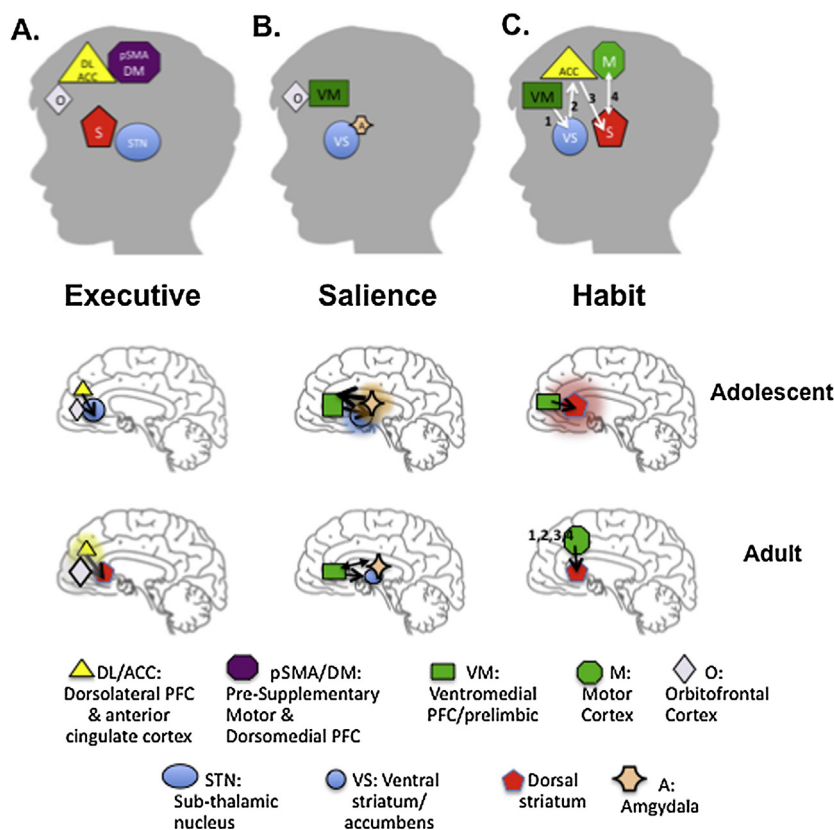 A.
B.
C.
DL
ACC
pSMA
DM
O
S
STN
O
VM
A
VS
ACC
M
VM
1
2
3
4
VS
S
Executive
Salience
Habit
Adolescent
1,2,3,4
Adult
DL/ACC:
Dorsolateral PFC
& anterior
cingulate cortex
pSMA/DM:
Pre-Supplementary
Motor &
Dorsomedial PFC
VM:
Ventromedial
PFC/prelimbic
M:
Motor
Cortex
O:
Orbitofrontal
Cortex
STN:
Sub-thalamic
nucleus
VS: Ventral
striatum/
accumbens
Dorsal
striatum
A:
Amgydala